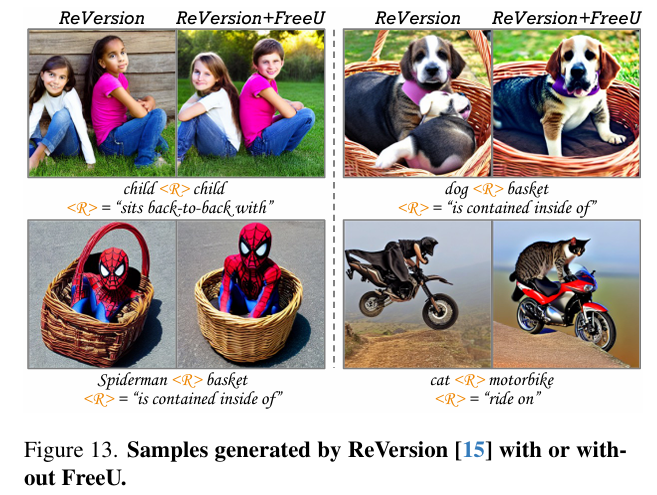 ReVersion ReVersion+FreeU ReVersion ReVersion+FreeU
child <R> child
<R> = “sits back-to-back with”
dog <R> basket
<R> = “is contained inside of”
Spiderman <R> basket
<R> = “is contained inside of”
cat <R> motorbike
<R> = “ride on”
Figure 13. Samples generated by ReVersion [15] with or with-
out FreeU.